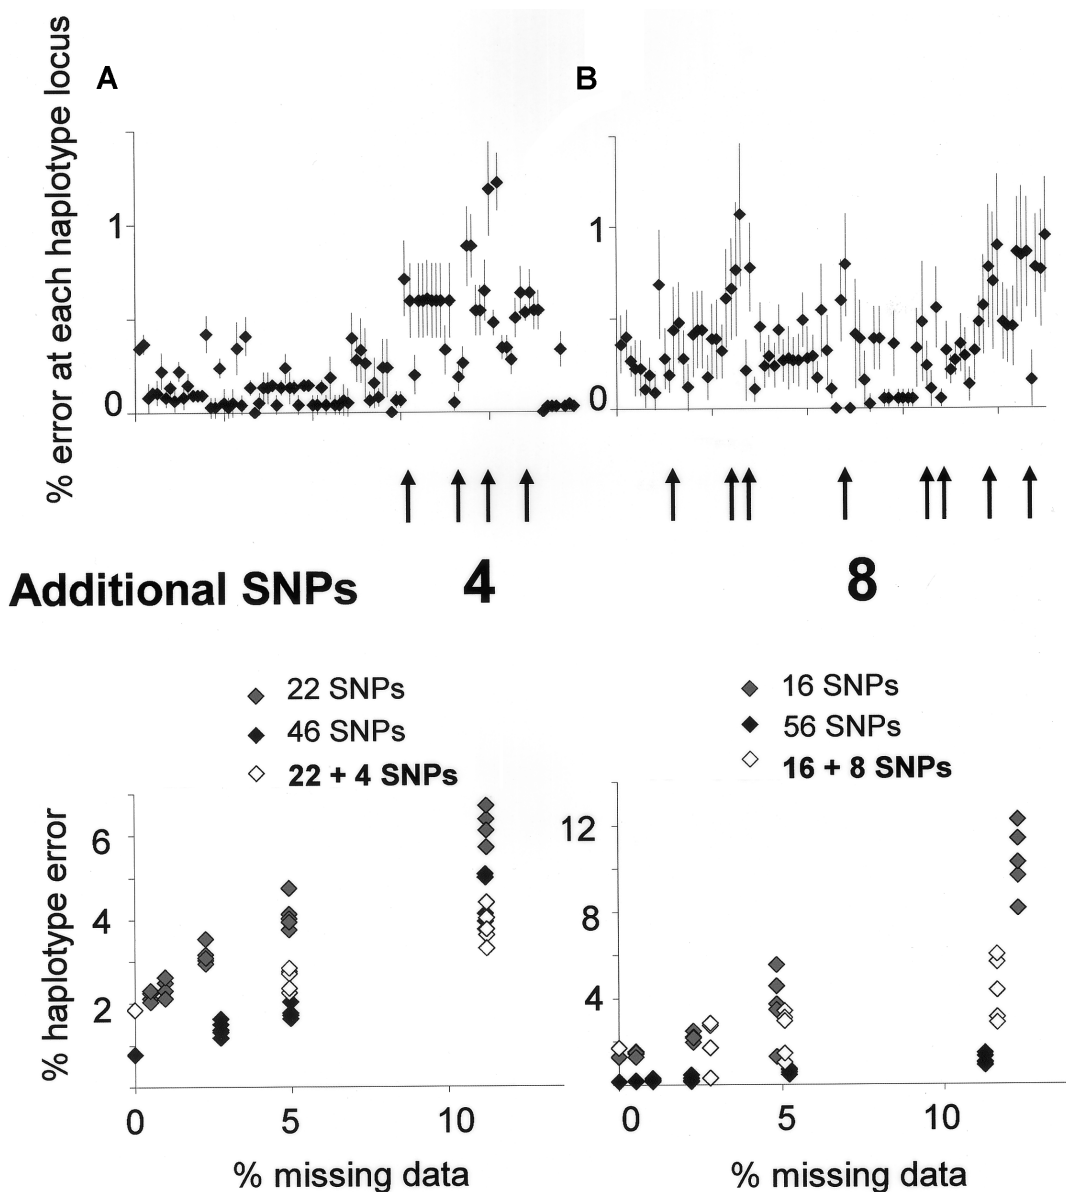 A
B
% error at each haplotype locus
1
0
1
0
Additional SNPs
4
8
22 SNPs
46 SNPs
22 + 4 SNPs
16 SNPs
56 SNPs
16 + 8 SNPs
% haplotype error
6
4
2
12
8
4
0
5
10
0
5
10
% missing data
% missing data